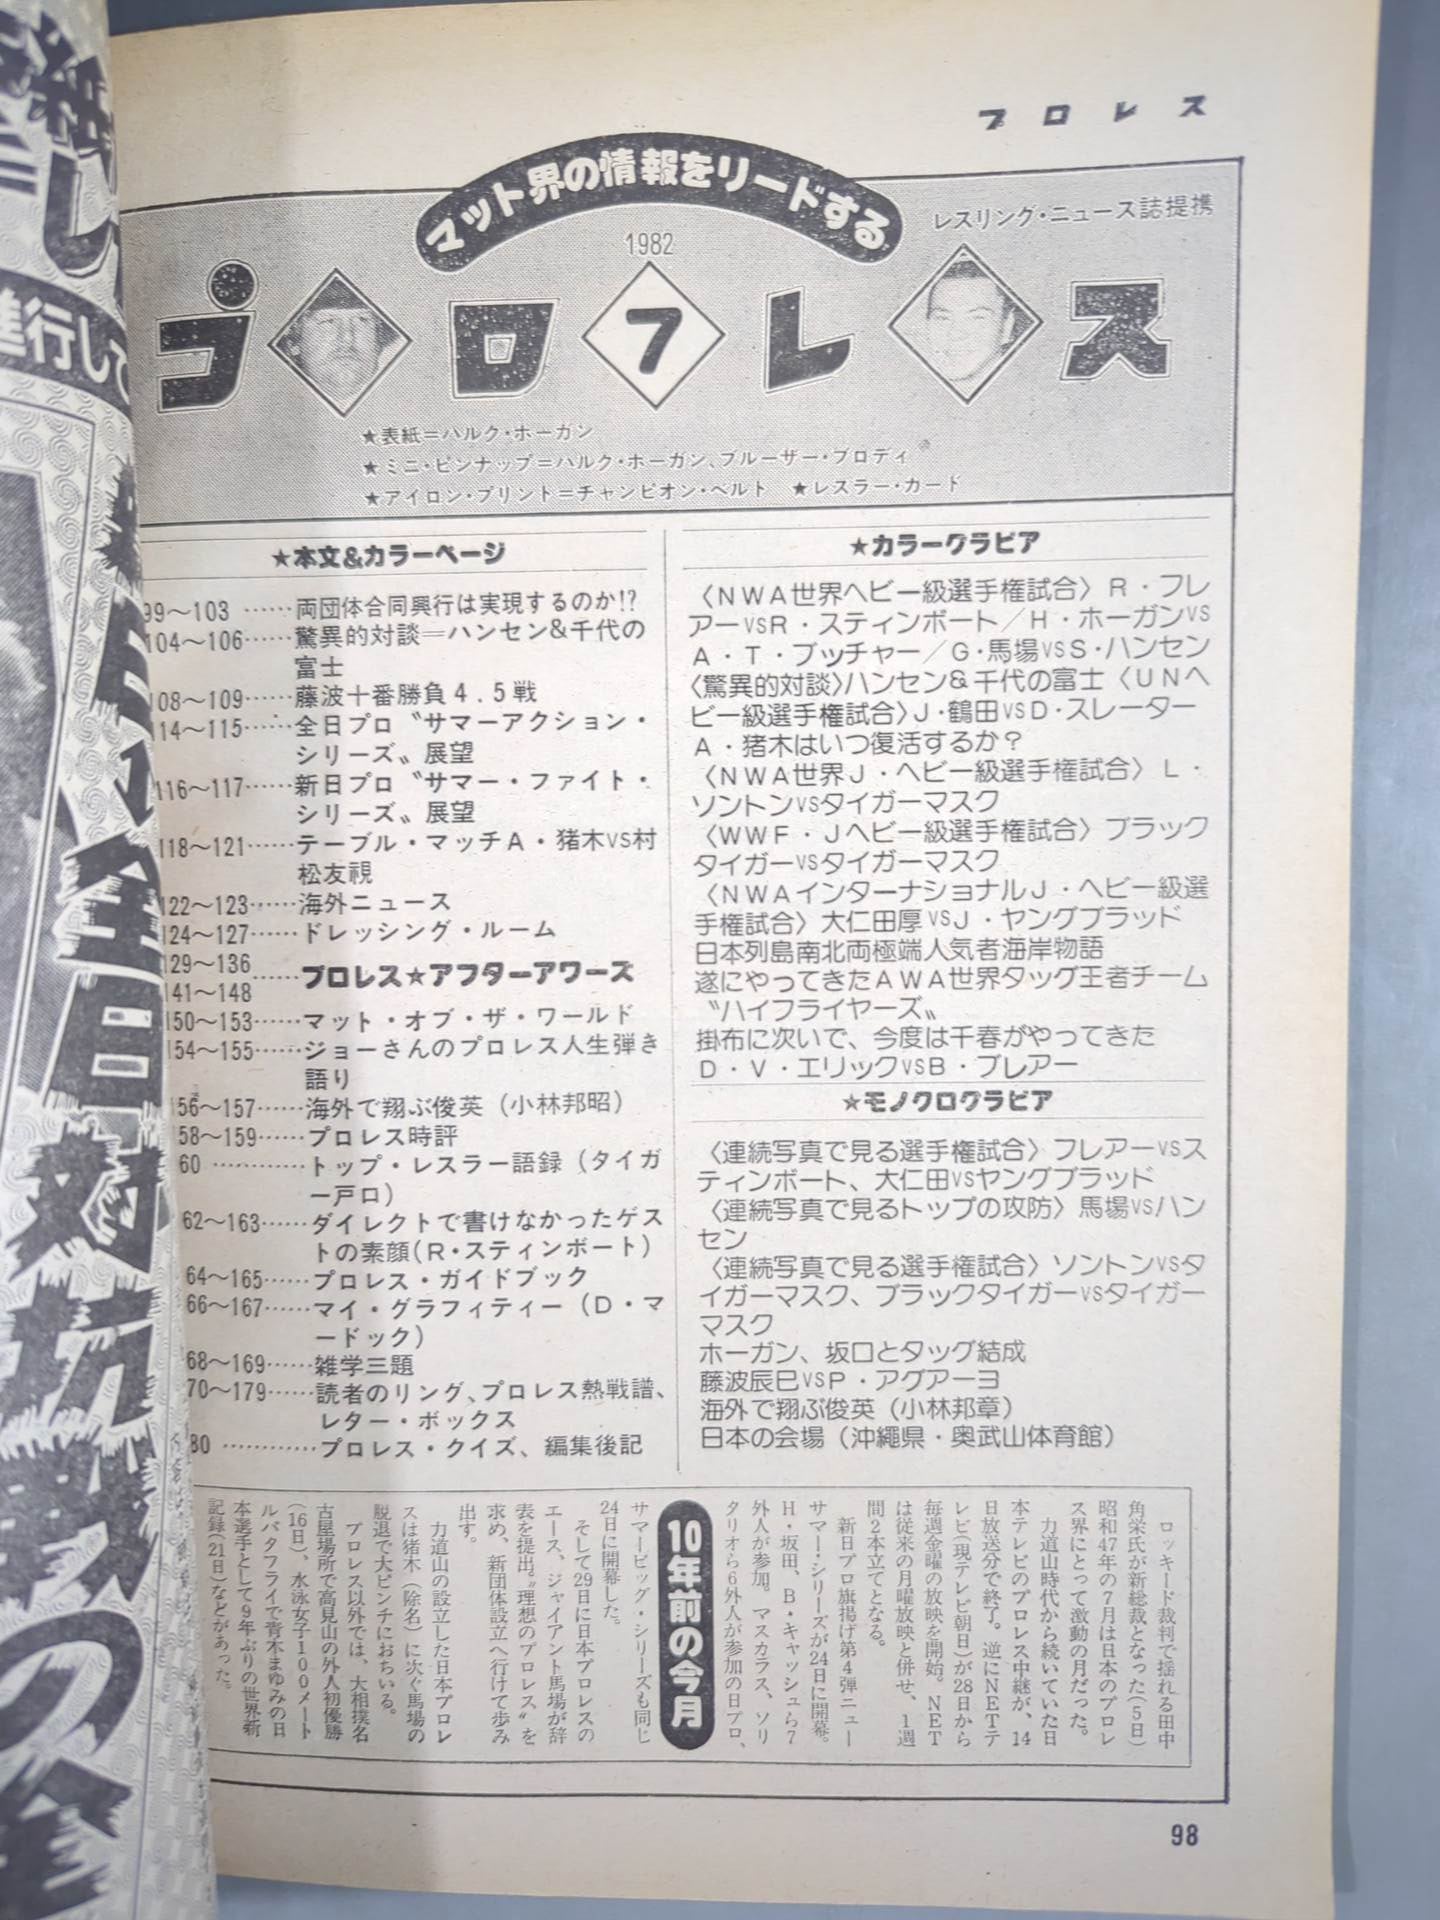 プロレス
マット界の情報をリードする
レスリング・ニュース誌提携
1982
プロ7レス
★表紙=ハルク・ホーガン
★ミニ・ピンナップ=ハルク・ホーガン、ブルーザー・ブロディ
★アイロン・プリント=チャンピオン・ベルト ★レスラー・カード
★本文&カラーページ
99〜103……両団体合同興行は実現するのか!?
104〜106……驚異的対談=ハンセン&千代の
富士
108〜109……藤波十番勝負4.5戦
114〜115……全日プロ〝サマーアクション・
シリーズ〟展望
116〜117……新日プロ〝サマー・ファイト・
シリーズ〟展望
118〜121……テーブル・マッチA・猪木VS村
松友視
122〜123……海外ニュース
124〜127……ドレッシング・ルーム
129〜136
141〜148……プロレス★アフターアワーズ
150〜153……マット・オブ・ザ・ワールド
154〜155……ジョーさんのプロレス人生弾き
語り
56〜157……海外で翔ぶ俊英(小林邦昭)
58〜159……プロレス時評
60…………トップ・レスラー語録(タイガ
ー戸口)
62〜163……ダイレクトで書けなかったゲス
トの素顔(R・スティンボート)
64〜165……プロレス・ガイドブック
66〜167……マイ・グラフィティー(D・マ
ードック)
68〜169……雑学三題
70〜179……読者のリング、プロレス熱戦譜、
レター・ボックス
80…………プロレス・クイズ、編集後記
★カラーグラビア
〈NWA世界ヘビー級選手権試合〉R・フレ
アーVSR・スティンボート/H・ホーガンVS
A・T・ブッチャー/G・馬場VSS・ハンセン
〈驚異的対談〉ハンセン&千代の富士〈UNヘ
ビー級選手権試合〉J・鶴田VSD・スレーター
A・猪木はいつ復活するか?
〈NWA世界J・ヘビー級選手権試合〉L・
ソントンVSタイガーマスク
〈WWF・Jヘビー級選手権試合〉ブラック
タイガーVSタイガーマスク
〈NWAインターナショナルJ・ヘビー級選
手権試合〉大仁田厚VSJ・ヤングブラッド
日本列島南北両極端人気者海岸物語
遂にやってきたAWA世界タッグ王者チーム
〝ハイフライヤーズ〟
掛布に次いで、今度は千春がやってきた
D・V・エリックVSB・ブレアー
★モノクログラビア
〈連続写真で見る選手権試合〉フレアーVSス
ティンボート、大仁田VSヤングブラッド
〈連続写真で見るトップの攻防〉馬場VSハン
セン
〈連続写真で見る選手権試合〉ソントンVSタ
イガーマスク、ブラックタイガーVSタイガー
マスク
ホーガン、坂口とタッグ結成
藤波辰巳VSP・アグアーヨ
海外で翔ぶ俊英(小林邦章)
日本の会場(沖縄県・奥武山体育館)
ロッキード裁判で揺れる田中
角栄氏が新総裁となった(5日)
昭和47年の7月は日本のプロレ
ス界にとって激動の月だった。
力道山時代から続いていた日
本テレビのプロレス中継が、14
日放送分で終了。逆にNETテ
レビ(現テレビ朝日)が28日から
毎週金曜の放映を開始。NET
は従来の月曜放映と併せ、1週
間2本立てとなる。
新日プロ旗揚げ第4弾ニュー
サマー・シリーズが24日に開幕。
H・坂田、B・キャッシュら7
外人が参加。マスカラス、ソリ
タリオら6外人が参加の日プロ、
10年前の今月
サマービッグ・シリーズも同じ
24日に開幕した。
そして29日に日本プロレスの
エース、ジャイアント馬場が辞
表を提出。〝理想のプロレス〟を
求め、新団体設立へ行けて歩み
出す。
力道山の設立した日本プロレ
スは猪木(除名)に次ぐ馬場の
脱退で大ピンチにおちいる。
プロレス以外では、大相撲名
古屋場所で高見山の外人初優勝
(16日)、水泳女子100メート
ルバタフライで青木まゆみの日
本選手として9年ぶりの世界新
記録(21日)などがあった。
98
紙
し
進行して
全日
対
の